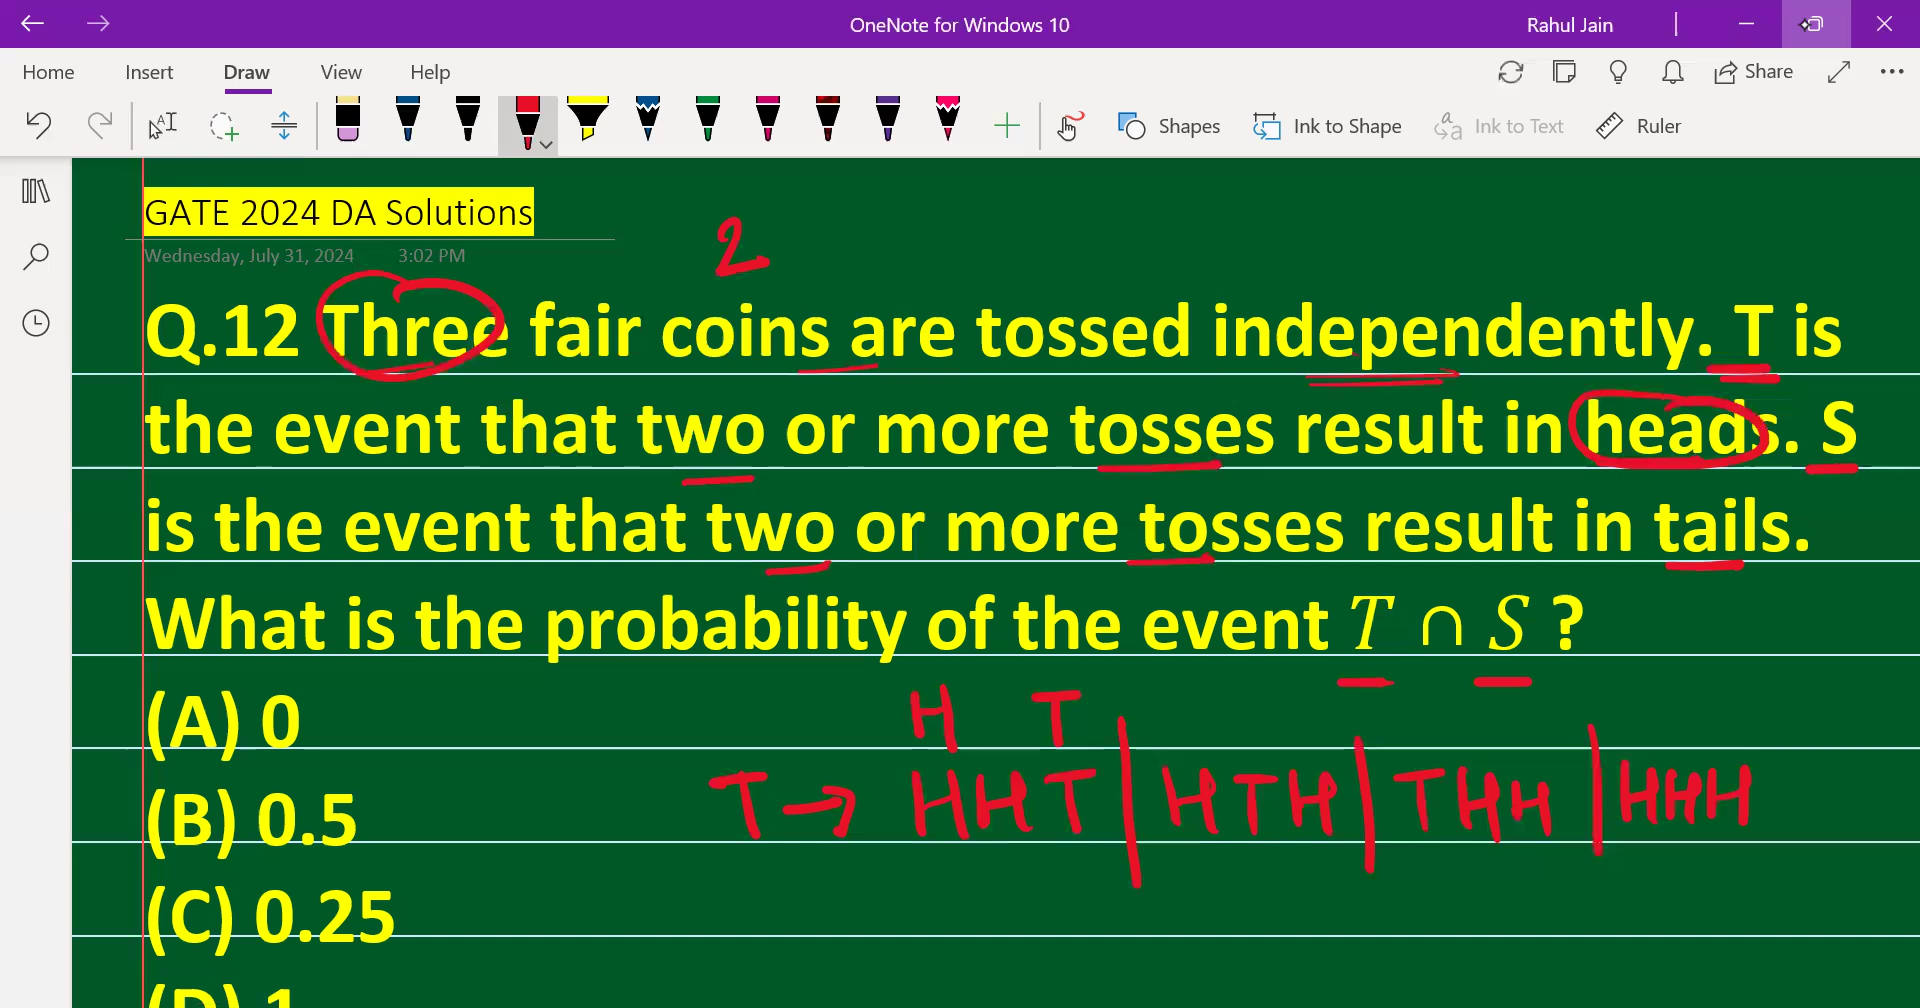 OneNote for Windows 10
Rahul Jain
Home Insert Draw View Help
Share
Shapes Ink to Shape Ink to Text Ruler
GATE 2024 DA Solutions
Wednesday, July 31, 2024 3:02 PM
2
Q.12 Three fair coins are tossed independently. T is
the event that two or more tosses result in heads. S
is the event that two or more tosses result in tails.
What is the probability of the event T ∩ S ?
(A) 0
H T
T → HHT | HTH | THH | HHH
(B) 0.5
(C) 0.25
(D) 1